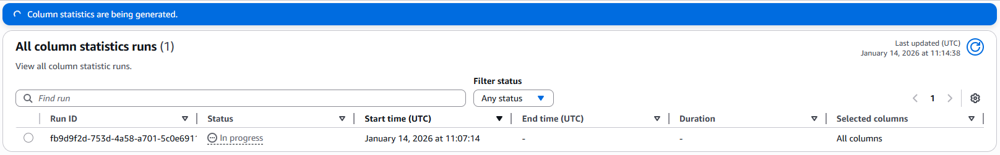 Column statistics are being generated.
All column statistics runs (1)
Last updated (UTC)
January 14, 2026 at 11:14:38
View all column statistic runs.
Filter status
Find run
Any status
1
Run ID Status Start time (UTC) End time (UTC) Duration Selected columns
fb9d9f2d-753d-4a58-a701-5c0e691 In progress January 14, 2026 at 11:07:14 - - All columns